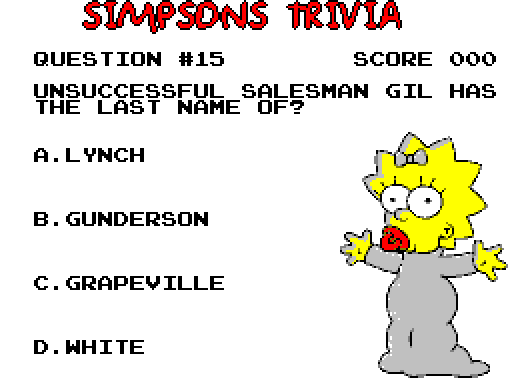 SIMPSONS TRIVIA
QUESTION #15 SCORE 000
UNSUCCESSFUL SALESMAN GIL HAS
THE LAST NAME OF?
A.LYNCH
B.GUNDERSON
C.GRAPEVILLE
D.WHITE